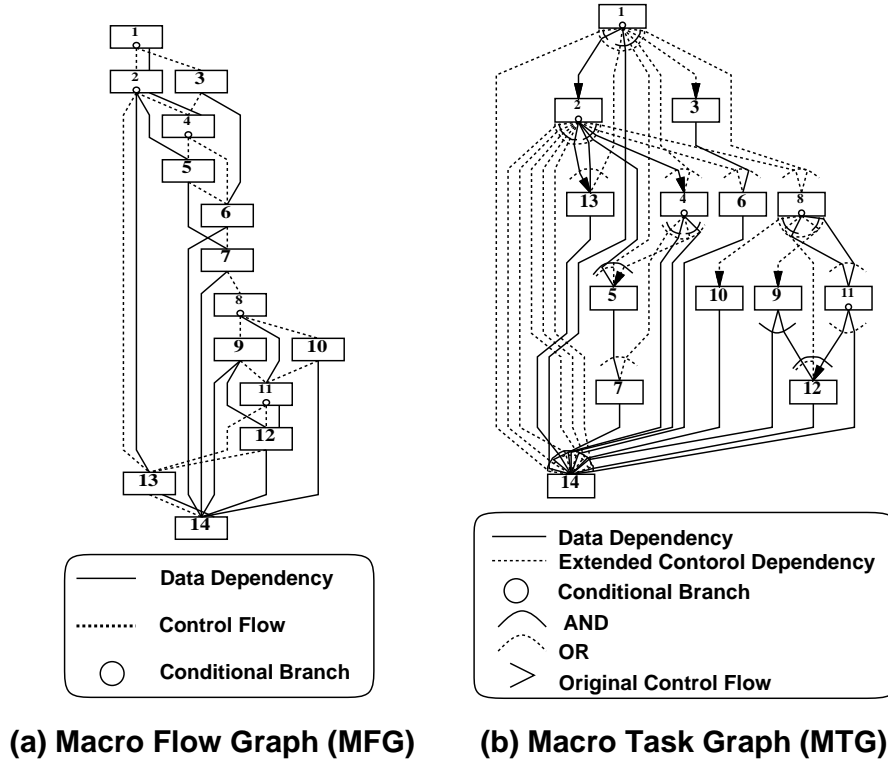 1
2
3
4
5
6
7
8
9
10
11
12
13
14
Data Dependency
Control Flow
Conditional Branch
(a) Macro Flow Graph (MFG)
1
2
3
13
4
6
8
5
10
9
11
7
12
14
Data Dependency
Extended Contorol Dependency
Conditional Branch
AND
OR
Original Control Flow
(b) Macro Task Graph (MTG)